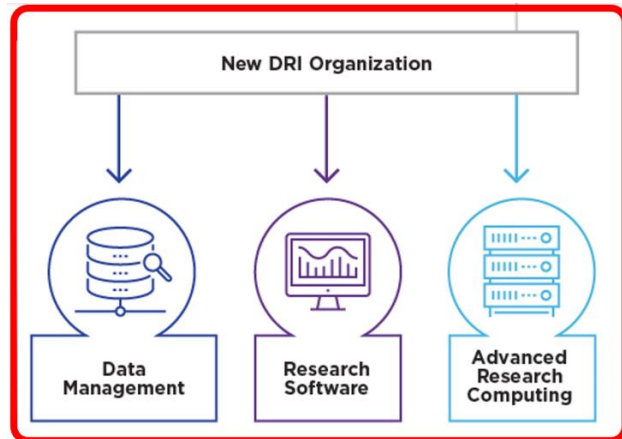 New DRI Organization
Data
Management
Research
Software
Advanced
Research
Computing